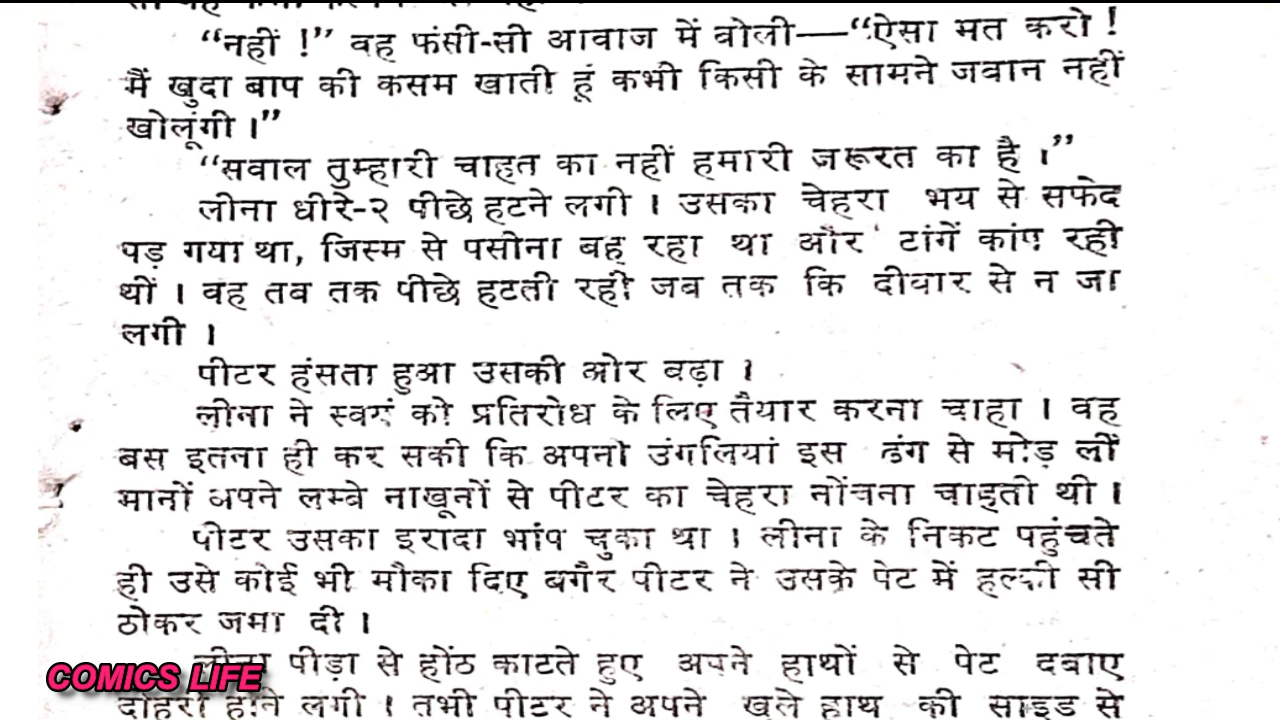 “नहीं !” वह फंसी-सी आवाज में बोली—“ऐसा मत करो !
मैं खुदा बाप की कसम खाती हूं कभी किसी के सामने जवान नहीं
खोलूंगी ।”
“सवाल तुम्हारी चाहत का नहीं हमारी जरूरत का है ।”
लीना धीरे-२ पीछे हटने लगी । उसका चेहरा भय से सफेद
पड़ गया था, जिस्म से पसीना बह रहा था और टांगें कांप रही
थीं । वह तब तक पीछे हटती रही जब तक कि दीवार से न जा
लगी ।
पीटर हंसता हुआ उसकी ओर बढ़ा ।
लीना ने स्वयं को प्रतिरोध के लिए तैयार करना चाहा । वह
बस इतना ही कर सकी कि अपनी उंगलियां इस ढंग से मोड़ लीं
मानों अपने लम्बे नाखूनों से पीटर का चेहरा नोंचना चाहती थी ।
पीटर उसका इरादा भांप चुका था । लीना के निकट पहुंचते
ही उसे कोई भी मौका दिए बगैर पीटर ने उसके पेट में हल्की सी
ठोकर जमा दी ।
लीना पीड़ा से होंठ काटते हुए अपने हाथों से पेट दबाए
दोहरी होने लगी । तभी पीटर ने अपने खुले हाथ की साइड से
COMICS LIFE